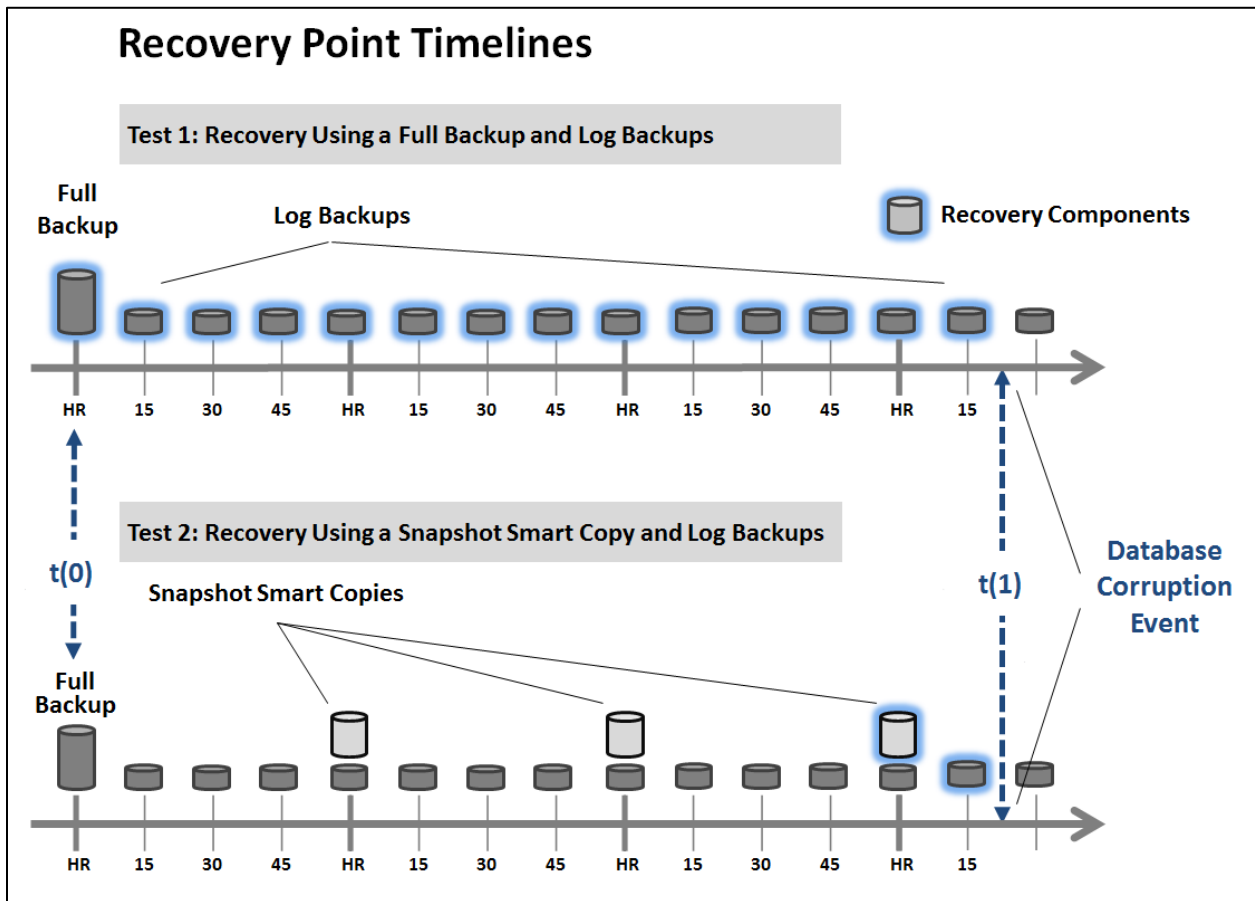 Recovery Point Timelines
Test 1: Recovery Using a Full Backup and Log Backups
Full
Backup
Log Backups
Recovery Components
HR 15 30 45 HR 15 30 45 HR 15 30 45 HR 15
Test 2: Recovery Using a Snapshot Smart Copy and Log Backups
t(0)
Snapshot Smart Copies
t(1)
Database
Corruption
Event
Full
Backup
HR 15 30 45 HR 15 30 45 HR 15 30 45 HR 15